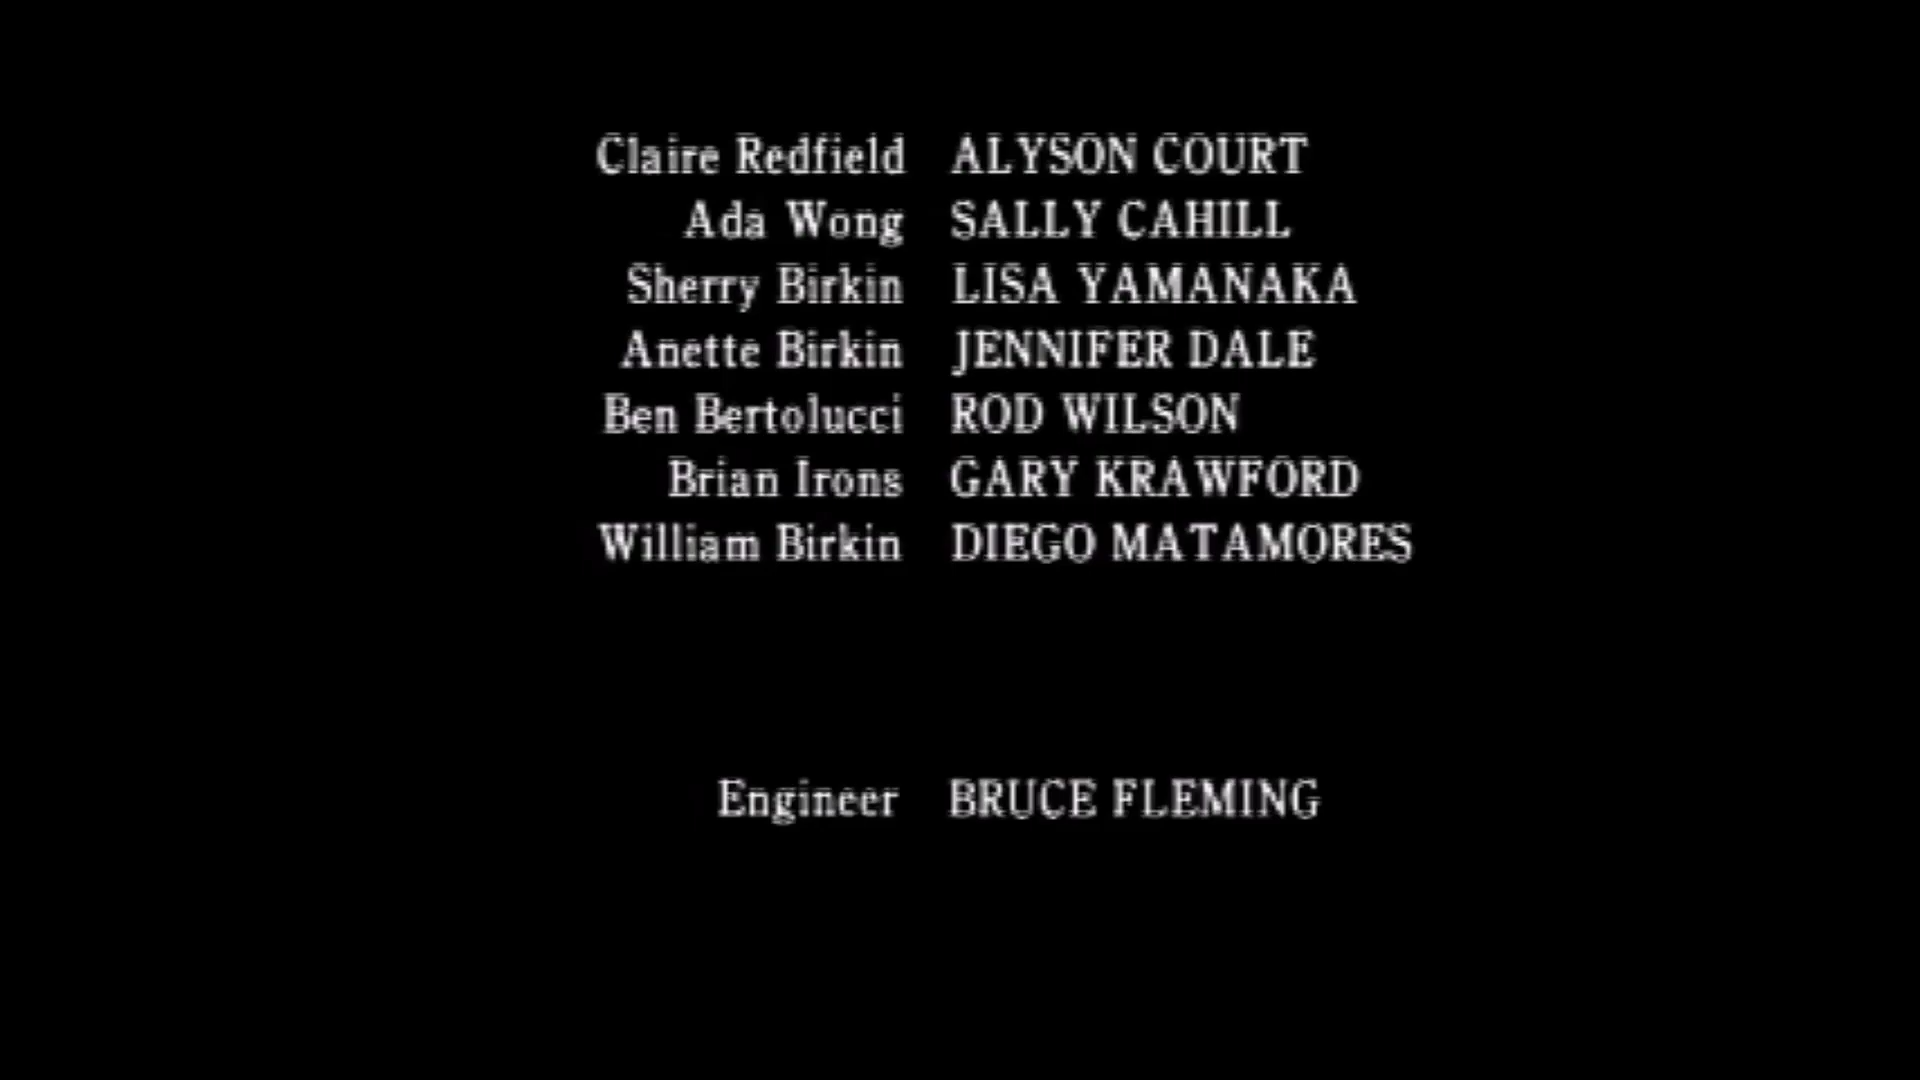 Claire Redfield ALYSON COURT
Ada Wong SALLY CAHILL
Sherry Birkin LISA YAMANAKA
Anette Birkin JENNIFER DALE
Ben Bertolucci ROD WILSON
Brian Irons GARY KRAWFORD
William Birkin DIEGO MATAMORES
Engineer BRUCE FLEMING